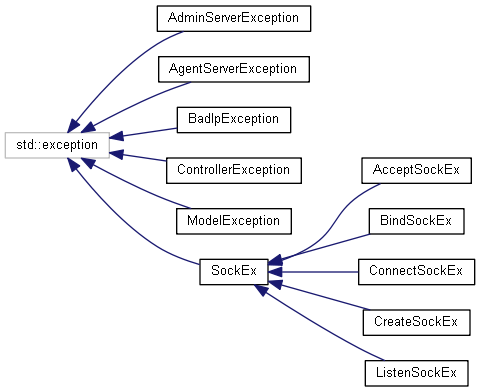 AdminServerException
AgentServerException
BadIpException
std::exception
ControllerException
AcceptSockEx
ModelException
BindSockEx
SockEx
ConnectSockEx
CreateSockEx
ListenSockEx